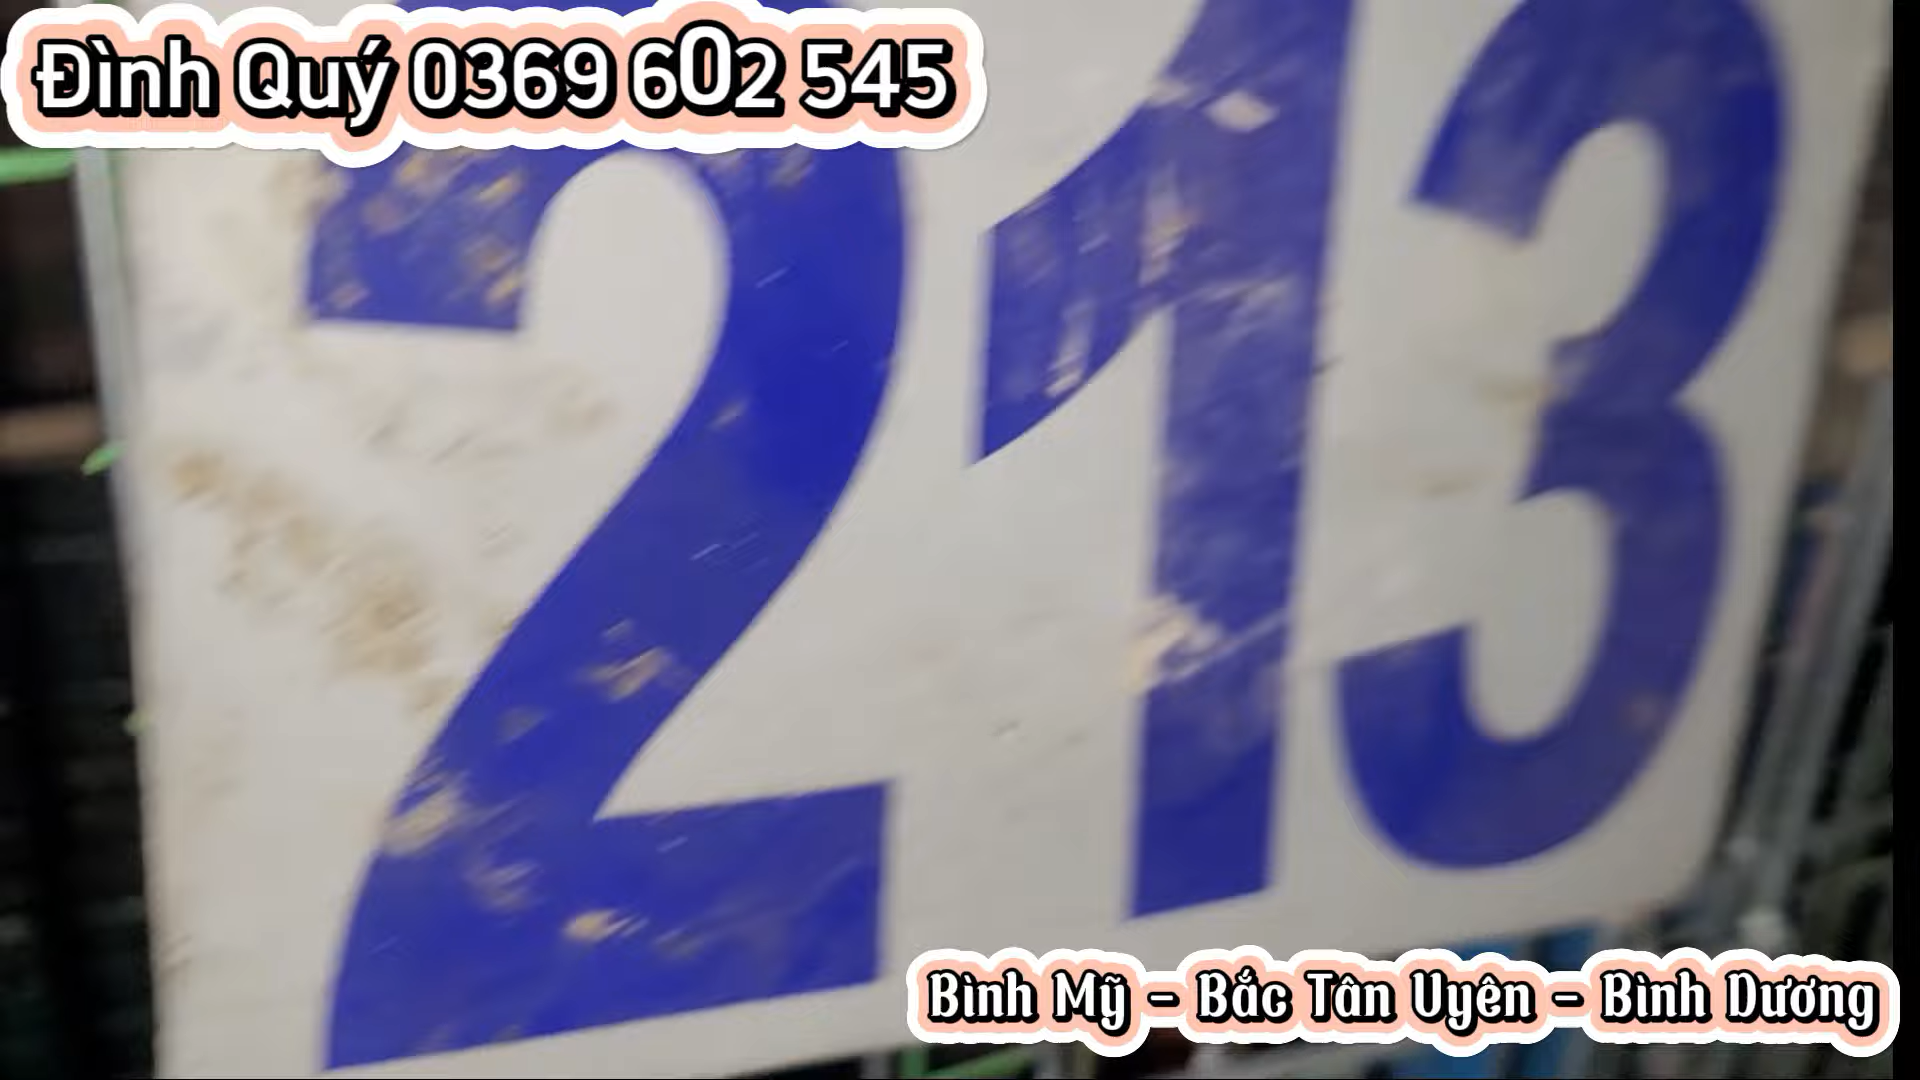 Đình Quý 0369 602 545
213
Bình Mỹ - Bắc Tân Uyên - Bình Dương